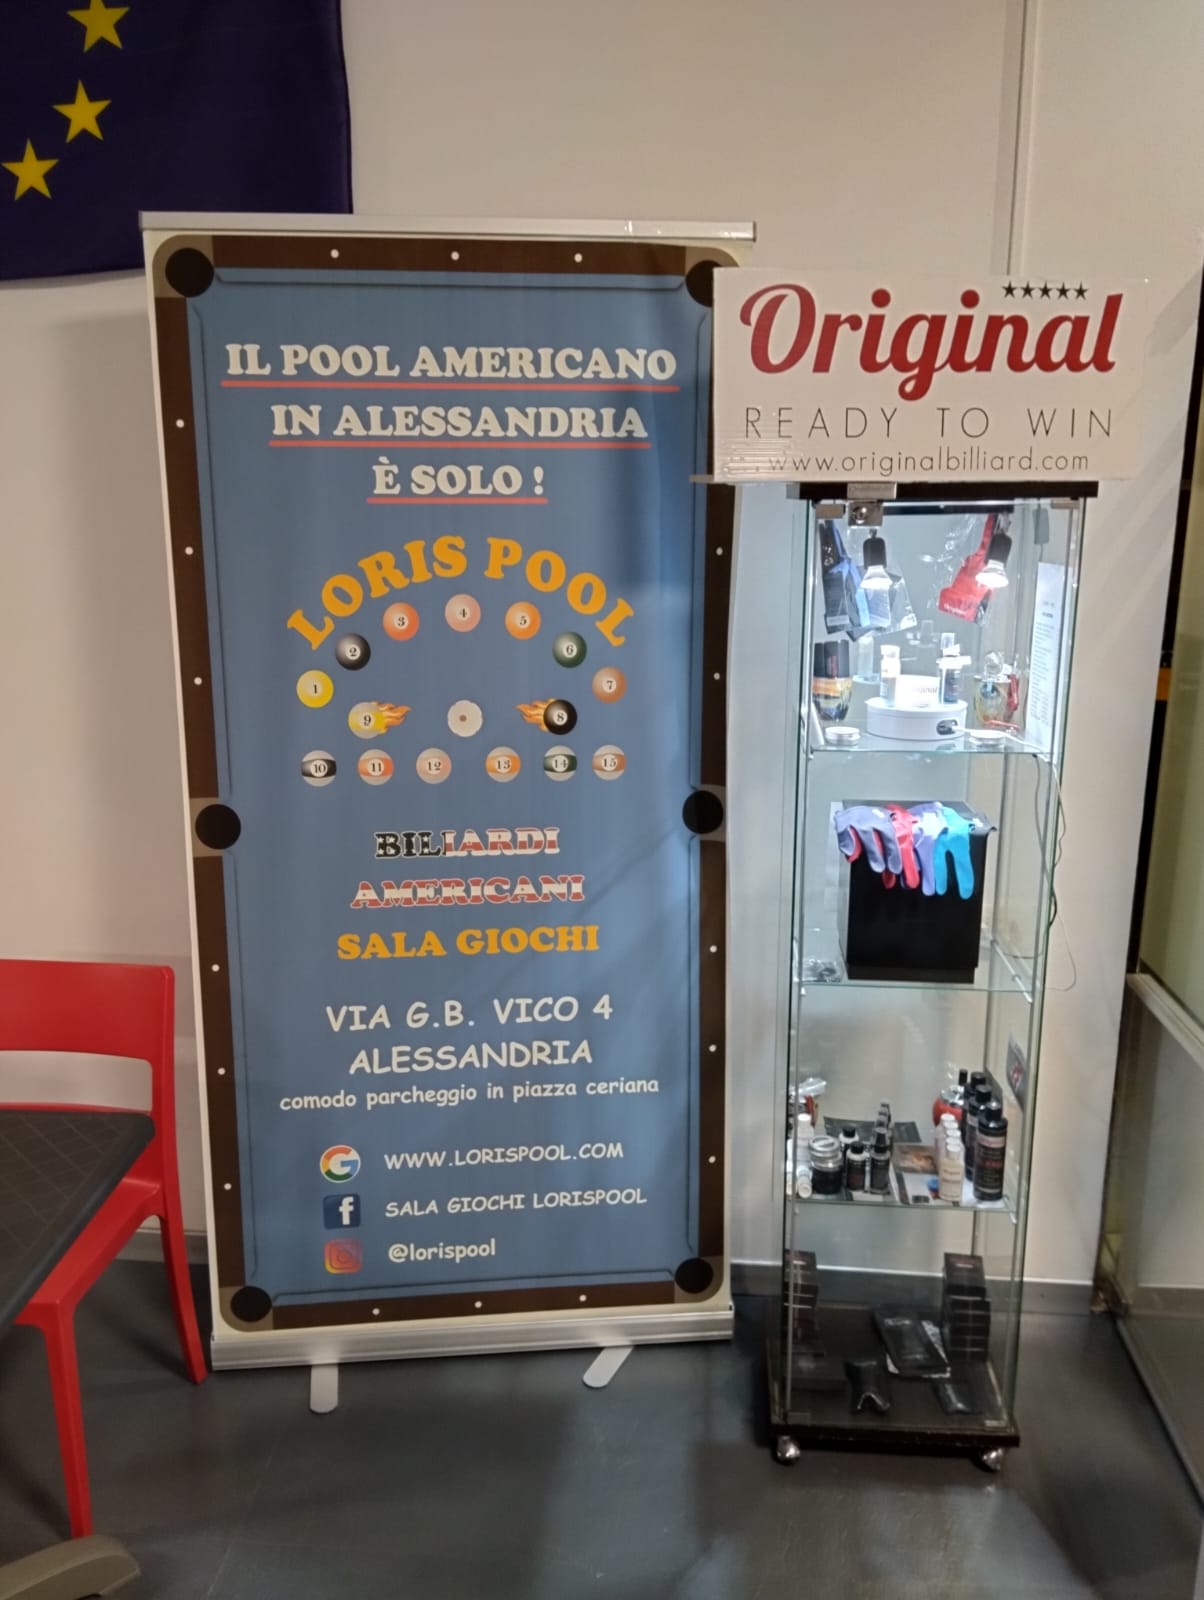 IL POOL AMERICANO
IN ALESSANDRIA
È SOLO !
LORIS POOL
1 2 3 4 5 6 7
9 8
10 11 12 13 14 15
BILIARDI
AMERICANI
SALA GIOCHI
VIA G.B. VICO 4
ALESSANDRIA
comodo parcheggio in piazza ceriana
G WWW.LORISPOOL.COM
f SALA GIOCHI LORISPOOL
@lorispool
Original
READY TO WIN
www.originalbilliard.com